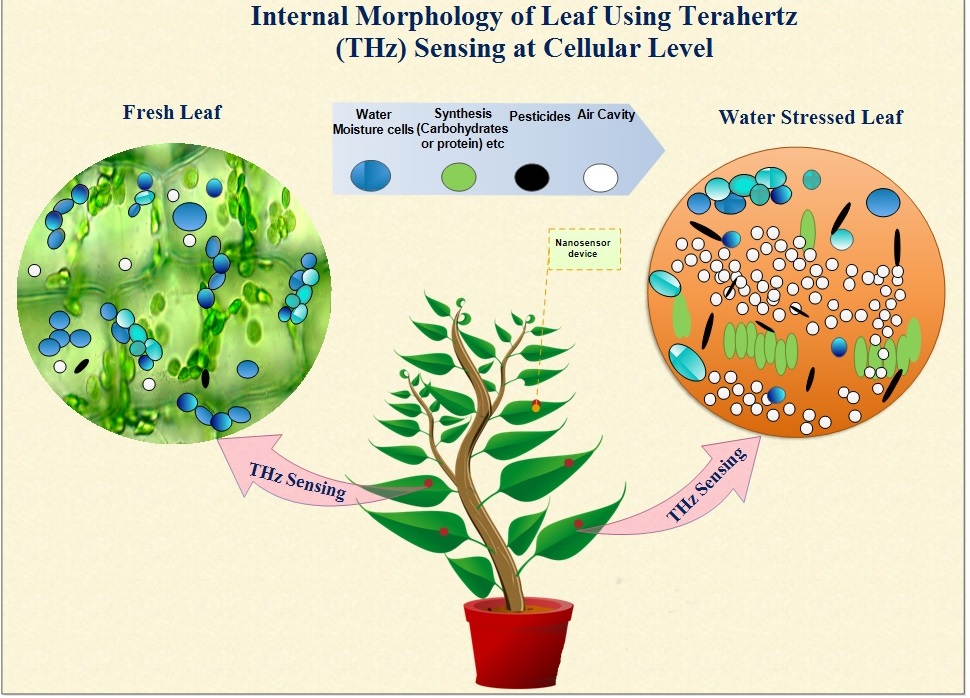 Internal Morphology of Leaf Using Terahertz
(THz) Sensing at Cellular Level
Fresh Leaf
Water
Moisture cells
Synthesis
(Carbohydrates
or protein) etc
Pesticides
Air Cavity
Water Stressed Leaf
Nanosensor
device
THz Sensing
THz Sensing